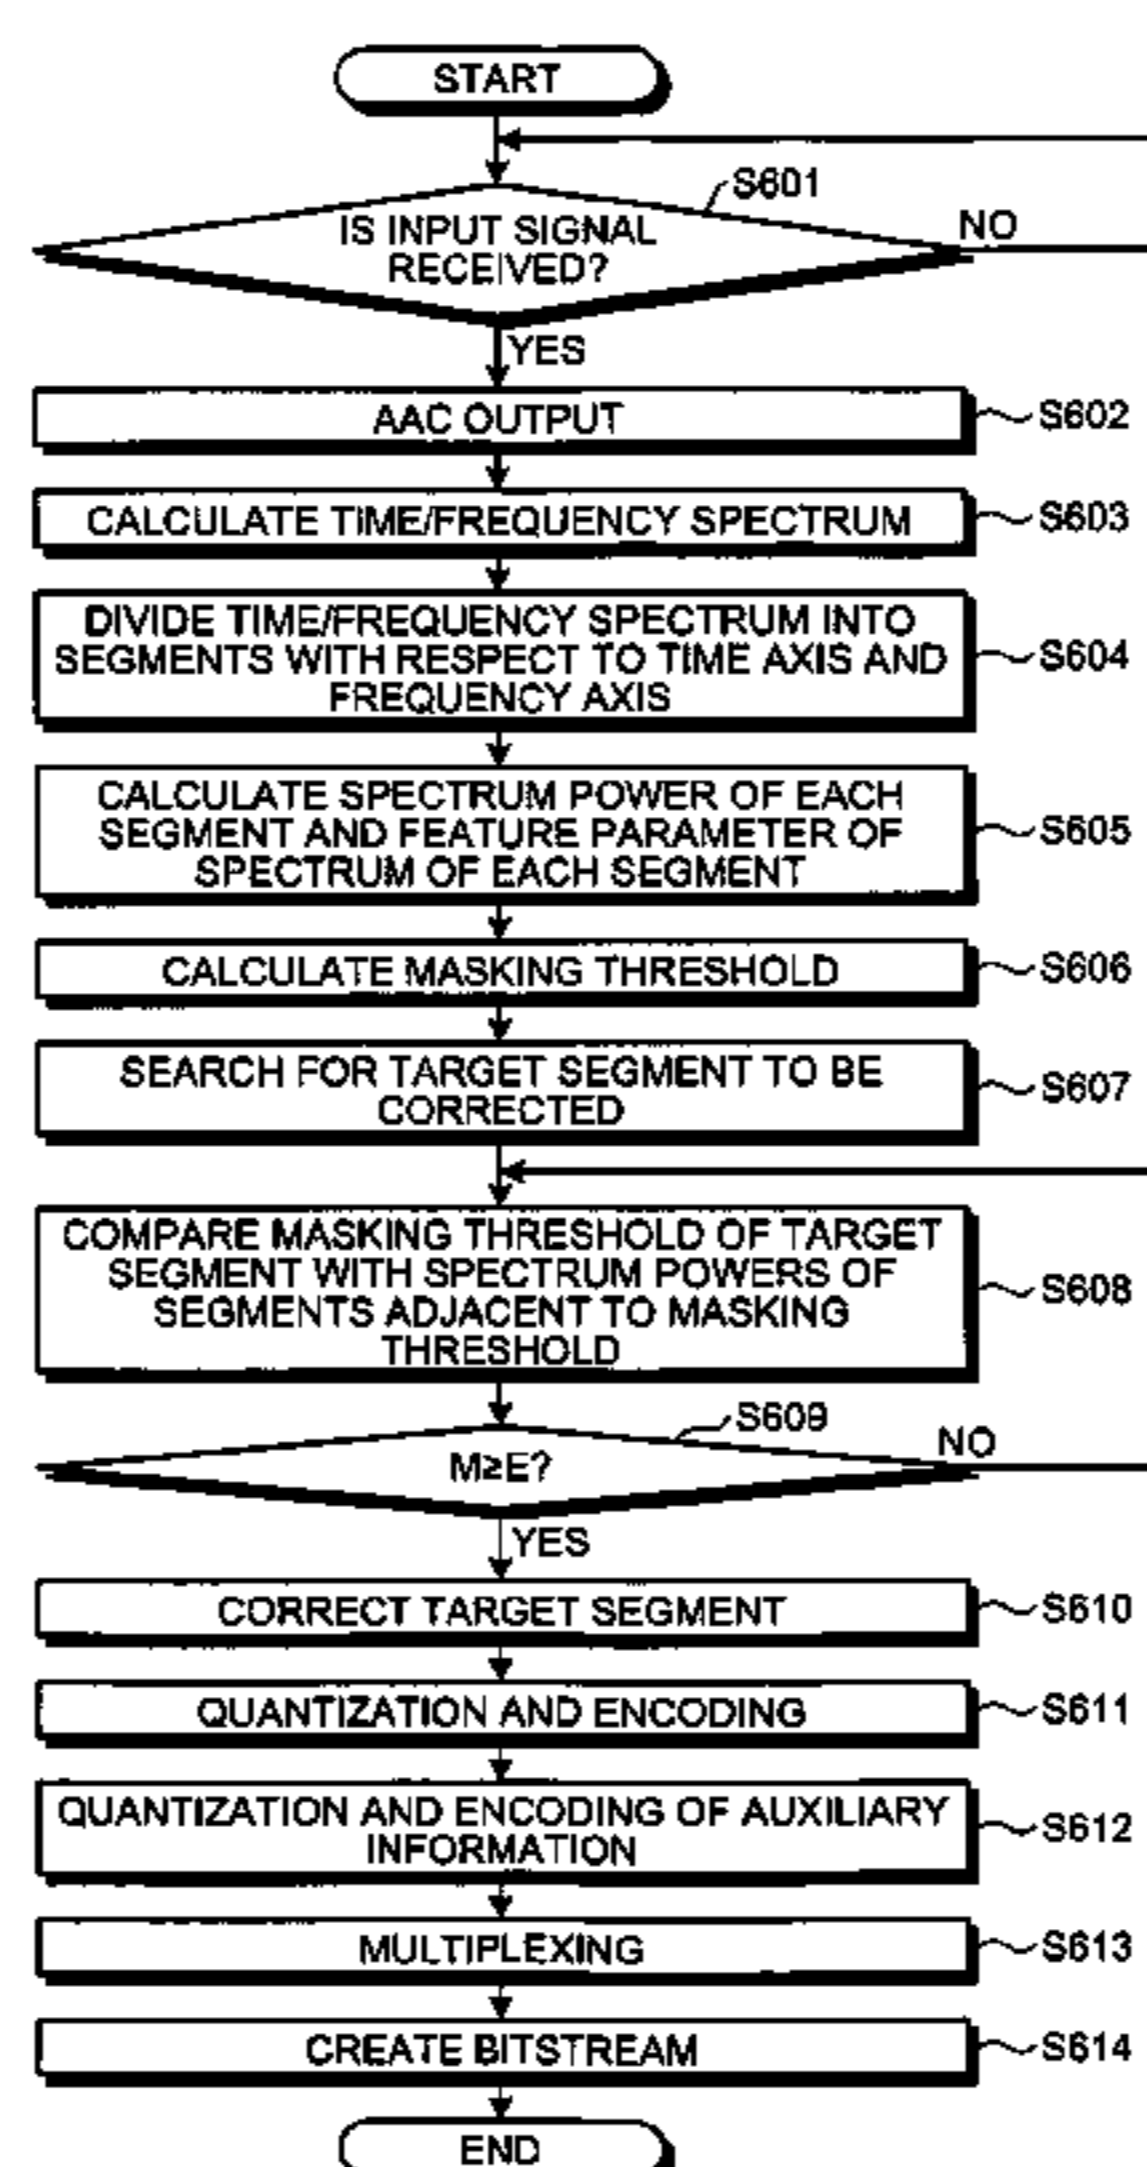 START
S601
IS INPUT SIGNAL
RECEIVED?
NO
YES
AAC OUTPUT
S602
CALCULATE TIME/FREQUENCY SPECTRUM
S603
DIVIDE TIME/FREQUENCY SPECTRUM INTO
SEGMENTS WITH RESPECT TO TIME AXIS AND
FREQUENCY AXIS
S604
CALCULATE SPECTRUM POWER OF EACH
SEGMENT AND FEATURE PARAMETER OF
SPECTRUM OF EACH SEGMENT
S605
CALCULATE MASKING THRESHOLD
S606
SEARCH FOR TARGET SEGMENT TO BE
CORRECTED
S607
COMPARE MASKING THRESHOLD OF TARGET
SEGMENT WITH SPECTRUM POWERS OF
SEGMENTS ADJACENT TO MASKING
THRESHOLD
S608
S609
M≥E?
NO
YES
CORRECT TARGET SEGMENT
S610
QUANTIZATION AND ENCODING
S611
QUANTIZATION AND ENCODING OF AUXILIARY
INFORMATION
S612
MULTIPLEXING
S613
CREATE BITSTREAM
S614
END